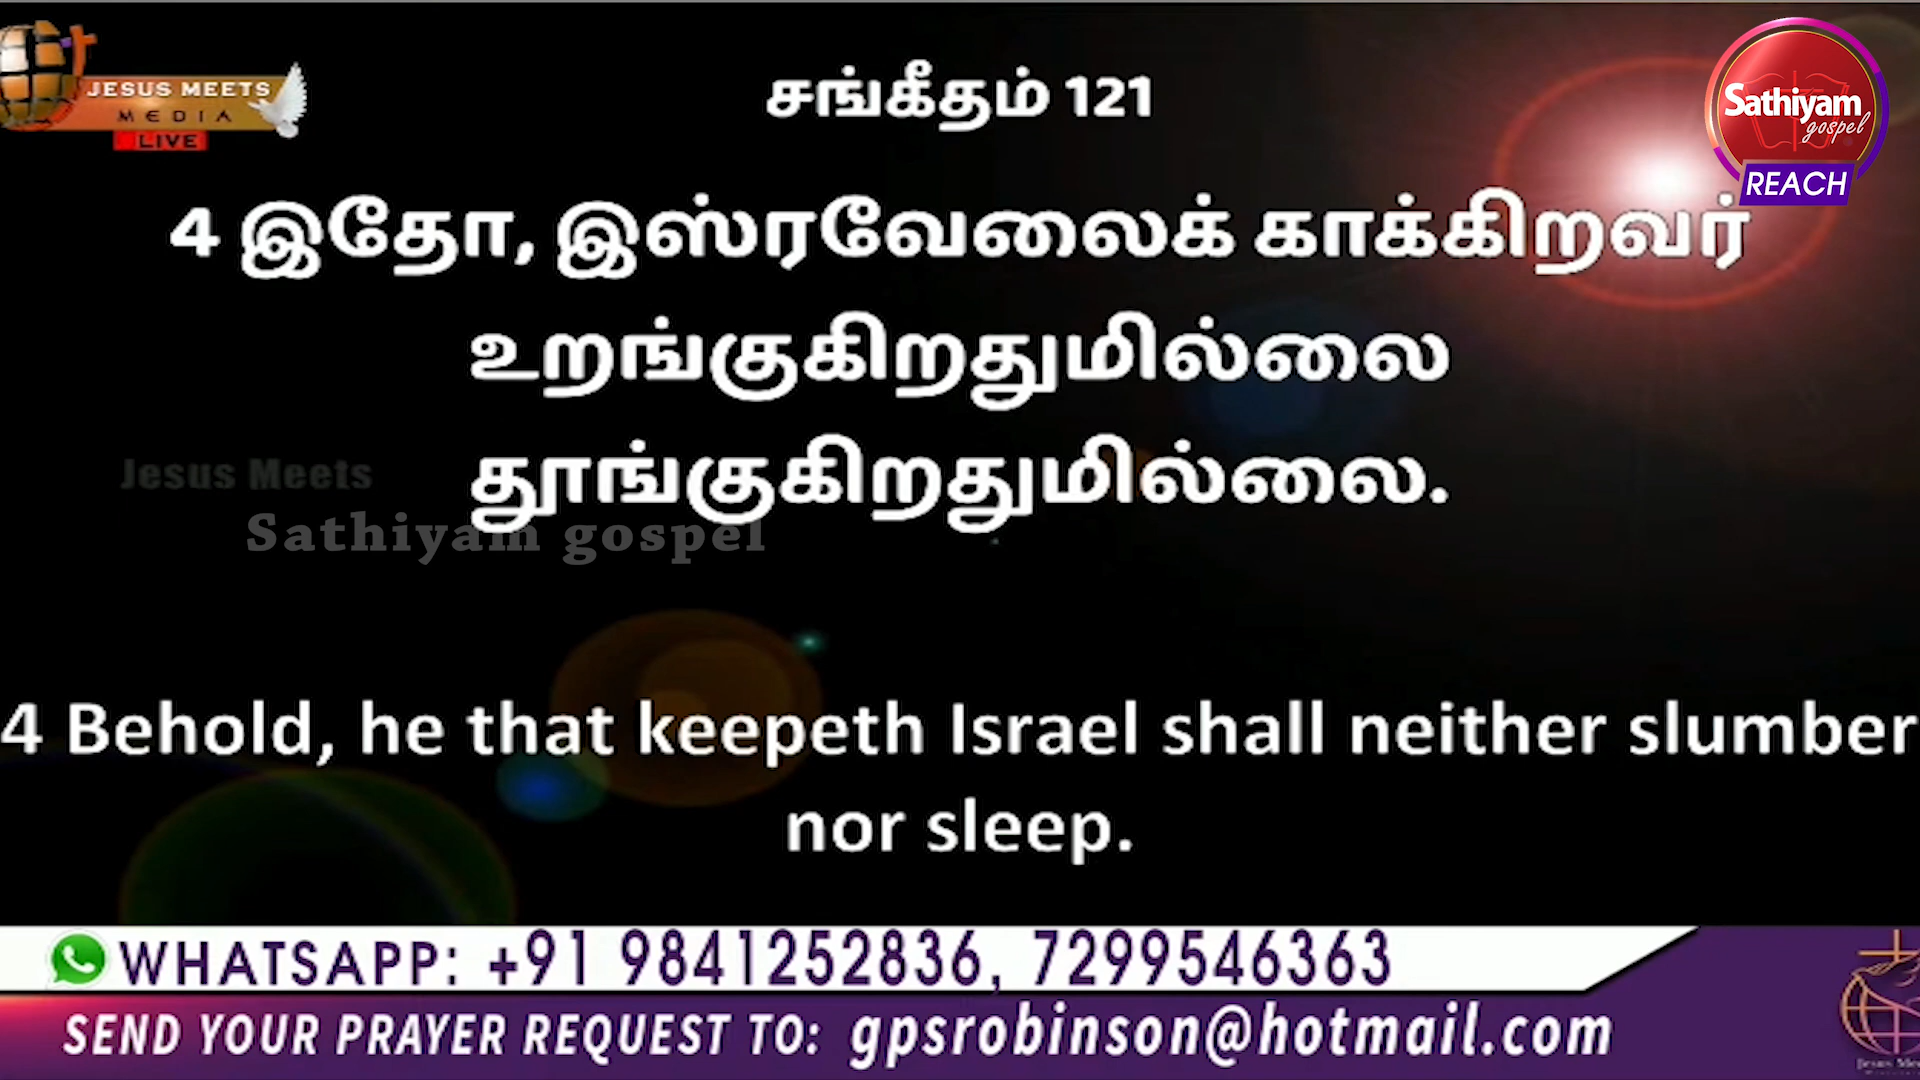 JESUS MEETS
MEDIA
LIVE
Sathiyam
gospel
REACH
சங்கீதம் 121
4 இதோ, இஸ்ரவேலைக் காக்கிறவர்
உறங்குகிறதுமில்லை
தூங்குகிறதுமில்லை.
Jesus Meets
Sathiyam gospel
4 Behold, he that keepeth Israel shall neither slumber
nor sleep.
WHATSAPP: +91 9841252836, 7299546363
SEND YOUR PRAYER REQUEST TO: gpsrobinson@hotmail.com